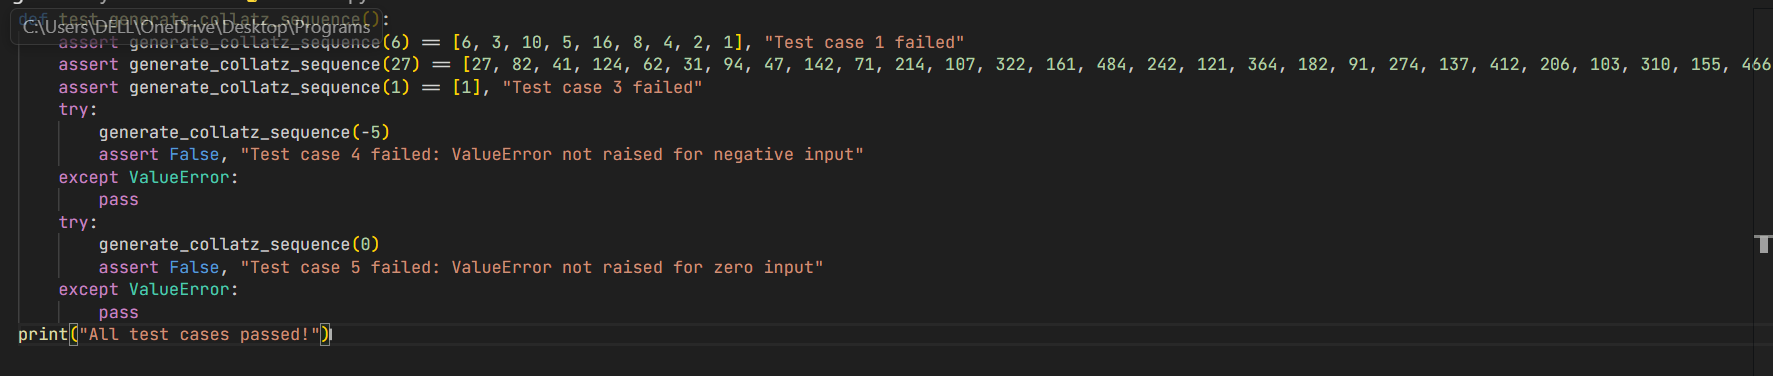 def test_generate_collatz_sequence():
C:\Users\DELL\OneDrive\Desktop\Programs
assert generate_collatz_sequence(6) == [6, 3, 10, 5, 16, 8, 4, 2, 1], "Test case 1 failed"
assert generate_collatz_sequence(27) == [27, 82, 41, 124, 62, 31, 94, 47, 142, 71, 214, 107, 322, 161, 484, 242, 121, 364, 182, 91, 274, 137, 412, 206, 103, 310, 155, 466
assert generate_collatz_sequence(1) == [1], "Test case 3 failed"
try:
generate_collatz_sequence(-5)
assert False, "Test case 4 failed: ValueError not raised for negative input"
except ValueError:
pass
try:
generate_collatz_sequence(0)
assert False, "Test case 5 failed: ValueError not raised for zero input"
except ValueError:
pass
print("All test cases passed!")